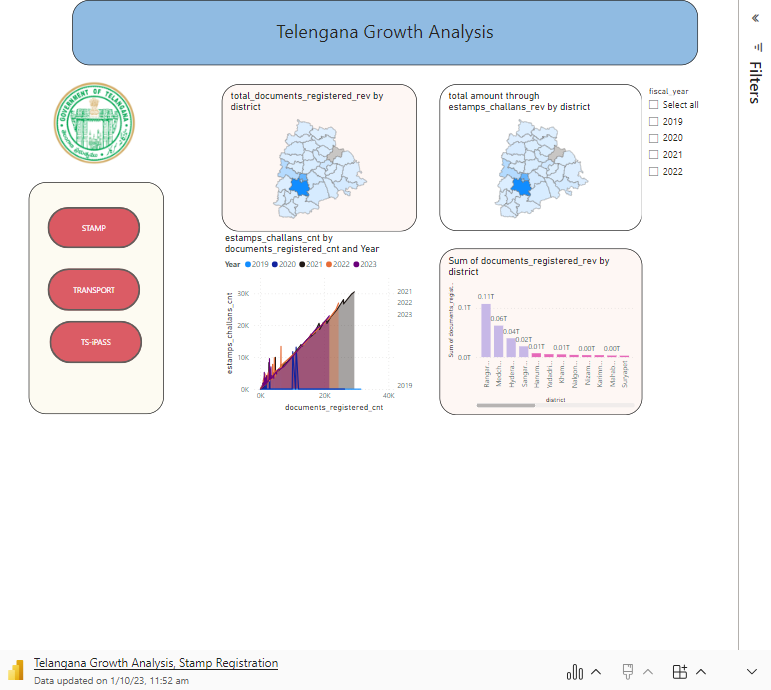 Telengana Growth Analysis
GOVERNMENT OF TELANGANA
STAMP
TRANSPORT
TS-iPASS
total_documents_registered_rev by
district
total amount through
estamps_challans_rev by district
fiscal_year
Select all
2019
2020
2021
2022
Filters
estamps_challans_cnt by
documents_registered_cnt and Year
Year 2019 2020 2021 2022 2023
estamps_challans_cnt
30K
20K
10K
0K
0K 20K 40K
documents_registered_cnt
2021
2022
2023
2019
Sum of documents_registered_rev by
district
Sum of documents_regist...
0.1T
0.0T
0.11T
0.06T
0.04T
0.02T
0.01T
0.01T
0.00T
0.00T
Rangar...
Medch...
Hydera...
Sangar...
Hanum...
Yadadri...
Kham...
Nalgon...
Nizam...
Karimn...
Mahab...
Suryapet
district
Telangana Growth Analysis, Stamp Registration
Data updated on 1/10/23, 11:52 am